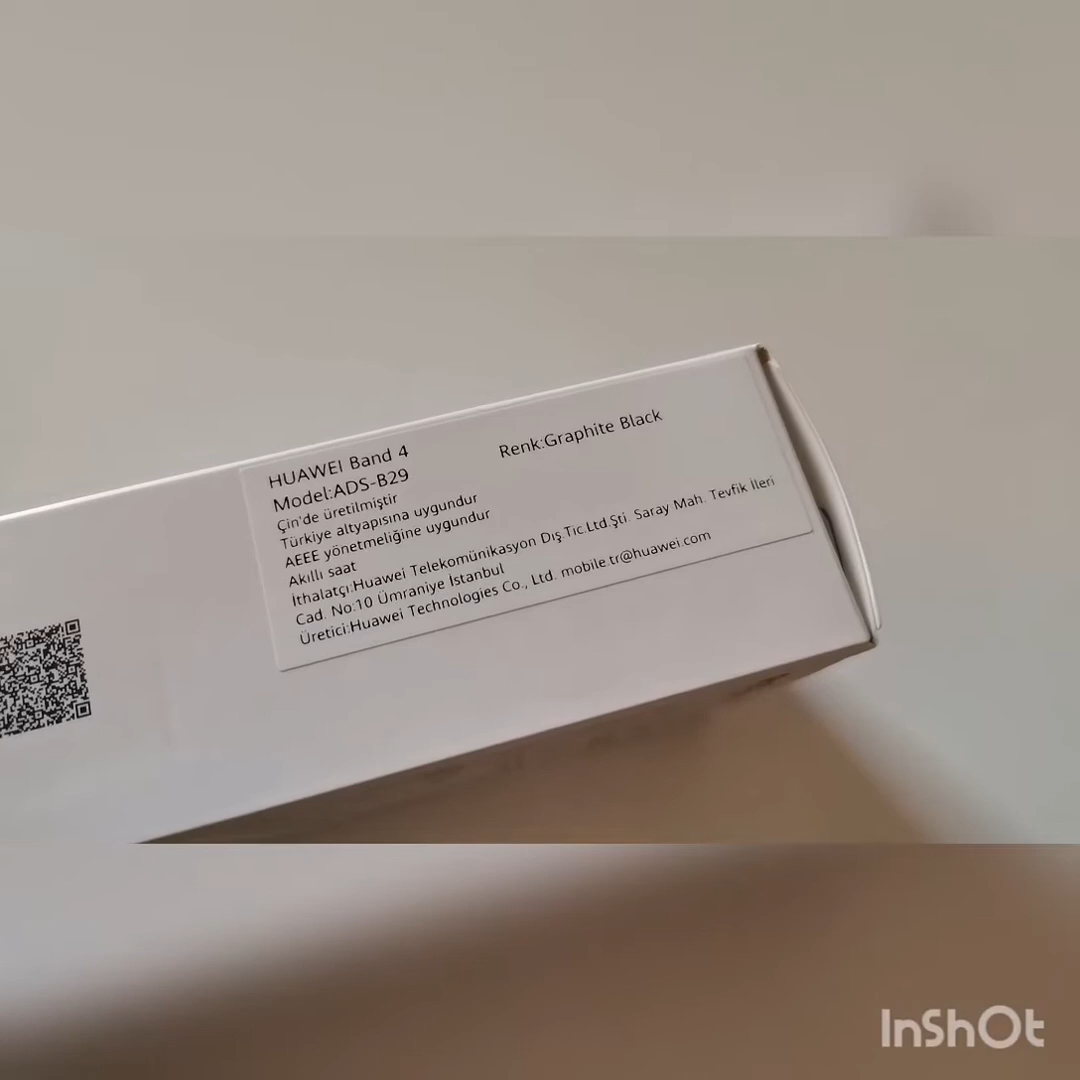 HUAWEI Band 4
Renk:Graphite Black
Model:ADS-B29
Çin'de üretilmiştir
Türkiye altyapısına uygundur
AEEE yönetmeliğine uygundur
Akıllı saat
İthalatçı:Huawei Telekomünikasyon Dış.Tic.Ltd.Şti. Saray Mah. Tevfik İleri
Cad. No:10 Ümraniye İstanbul
Üretici:Huawei Technologies Co., Ltd. mobile.tr@huawei.com
InShOt